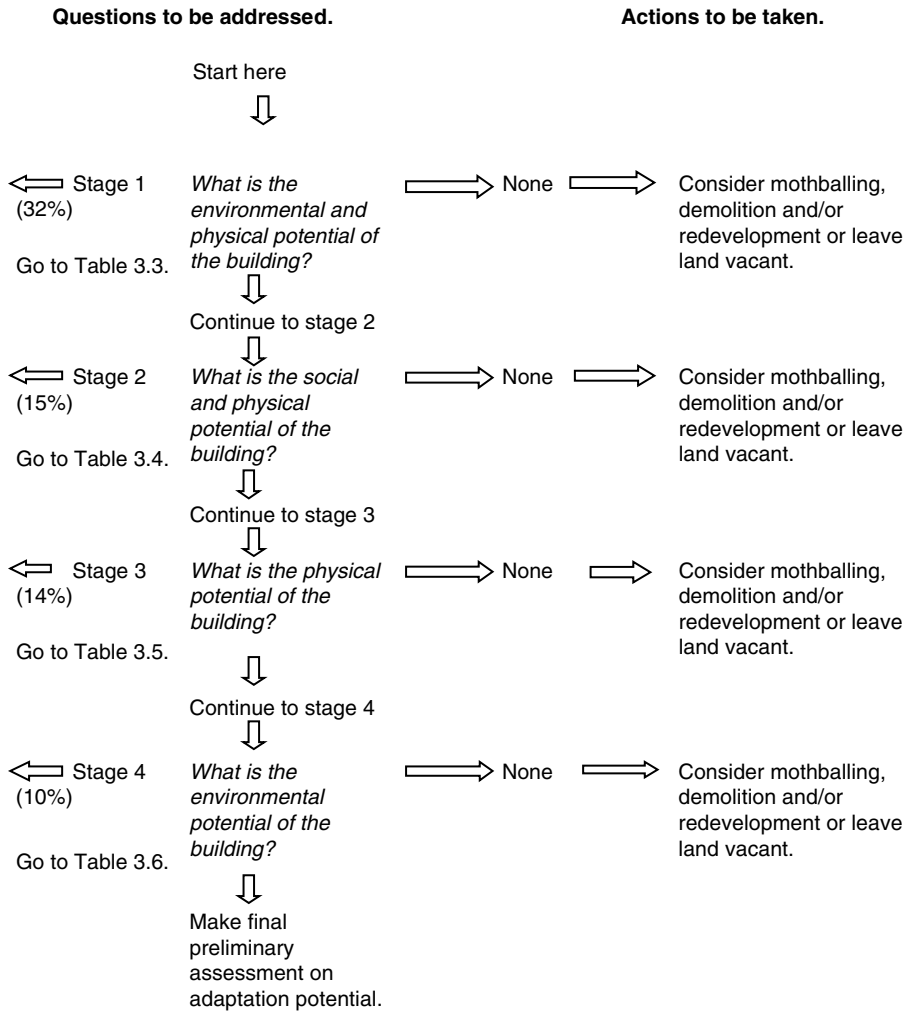 Questions to be addressed.
Actions to be taken.
Start here
Stage 1
(32%)
Go to Table 3.3.
What is the
environmental and
physical potential of
the building?
None
Consider mothballing,
demolition and/or
redevelopment or leave
land vacant.
Continue to stage 2
Stage 2
(15%)
Go to Table 3.4.
What is the social
and physical
potential of the
building?
None
Consider mothballing,
demolition and/or
redevelopment or leave
land vacant.
Continue to stage 3
Stage 3
(14%)
Go to Table 3.5.
What is the physical
potential of the
building?
None
Consider mothballing,
demolition and/or
redevelopment or leave
land vacant.
Continue to stage 4
Stage 4
(10%)
Go to Table 3.6.
What is the
environmental
potential of the
building?
None
Consider mothballing,
demolition and/or
redevelopment or leave
land vacant.
Make final
preliminary
assessment on
adaptation potential.